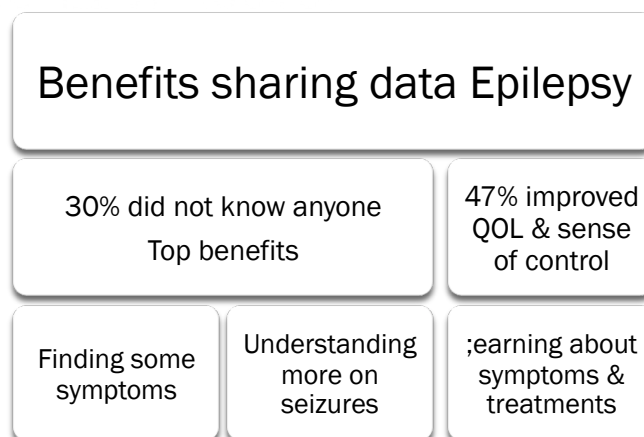 Benefits sharing data Epilepsy
30% did not know anyone
Top benefits
47% improved
QOL & sense
of control
Finding some
symptoms
Understanding
more on
seizures
;earning about
symptoms &
treatments